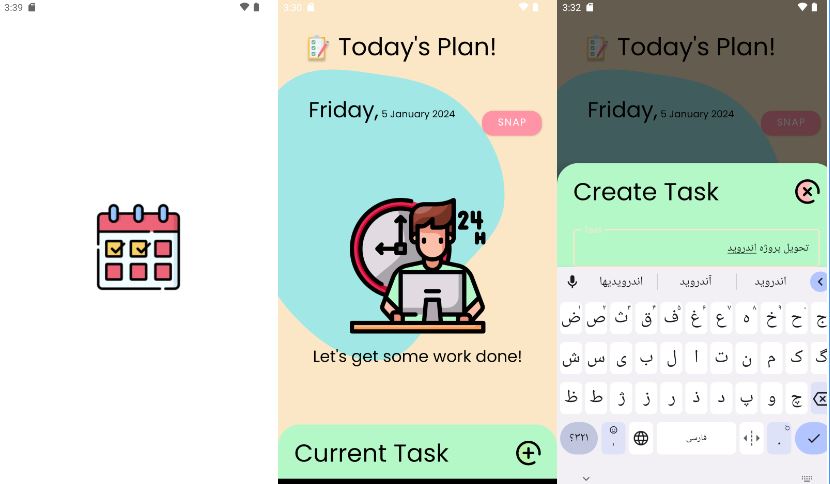 3:39
3:30
Today's Plan!
Friday, 5 January 2024
SNAP
24
H
Let's get some work done!
Current Task
3:32
Today's Plan!
Friday, 5 January 2024
SNAP
Create Task
Task
تحویل پروژه اندروید
اندرویدیها آندروید اندروید
ض ص ث ق ف غ ع ه خ ح ج
ش س ی ب ل ا ت ن م ک گ
ظ ط ژ ز ر ذ د پ و چ
۳۲۱؟ فارسی .